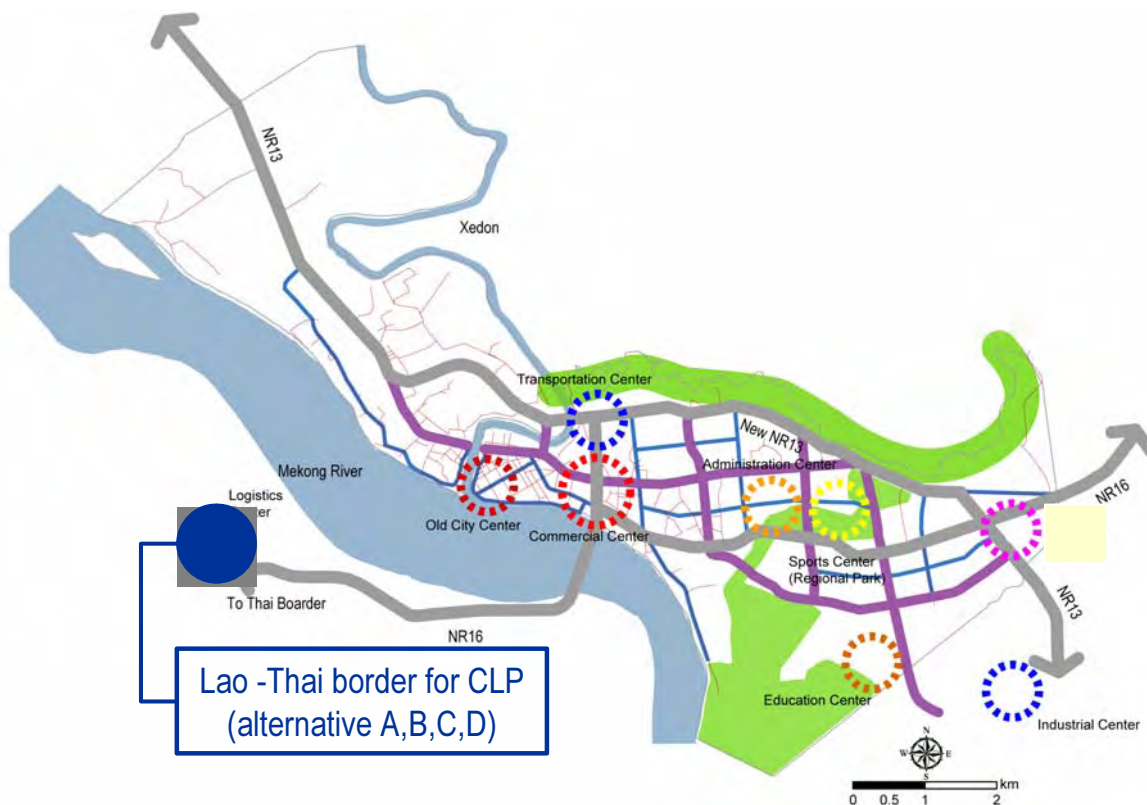 NR13
Xedon
Transportation Center
New NR13
Mekong River
Administration Center
Logistics
NR16
Old City Center
Commercial Center
Sports Center
(Regional Park)
To Thai Boarder
NR13
NR16
Lao -Thai border for CLP
(alternative A,B,C,D)
Education Center
Industrial Center
N
W E
S
km
0 0.5 1 2